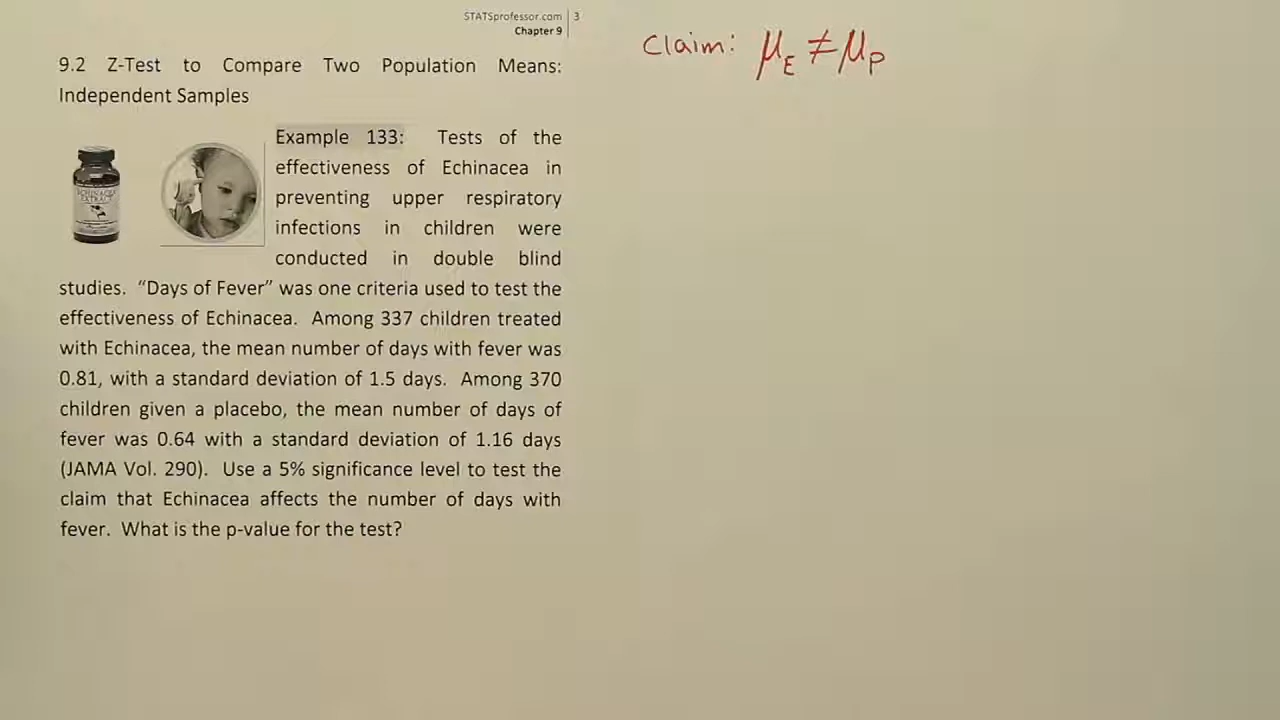 STATSprofessor.com 3
Chapter 9
Claim: μE ≠ μP
9.2 Z-Test to Compare Two Population Means:
Independent Samples
ECHINACEA
EXTRACT
Example 133: Tests of the
effectiveness of Echinacea in
preventing upper respiratory
infections in children were
conducted in double blind
studies. “Days of Fever” was one criteria used to test the
effectiveness of Echinacea. Among 337 children treated
with Echinacea, the mean number of days with fever was
0.81, with a standard deviation of 1.5 days. Among 370
children given a placebo, the mean number of days of
fever was 0.64 with a standard deviation of 1.16 days
(JAMA Vol. 290). Use a 5% significance level to test the
claim that Echinacea affects the number of days with
fever. What is the p-value for the test?